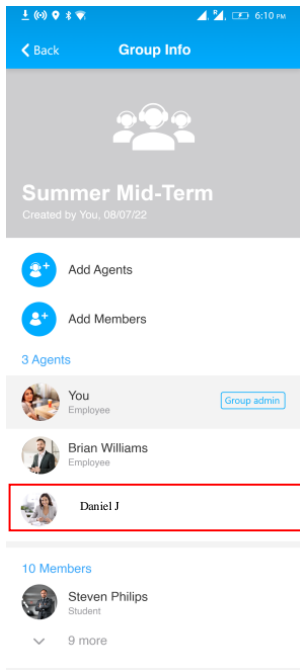 6:10 PM
Back
Group Info
Summer Mid-Term
Created by You, 08/07/22
Add Agents
Add Members
3 Agents
You
Employee
Group admin
Brian Williams
Employee
Daniel J
10 Members
Steven Philips
Student
9 more